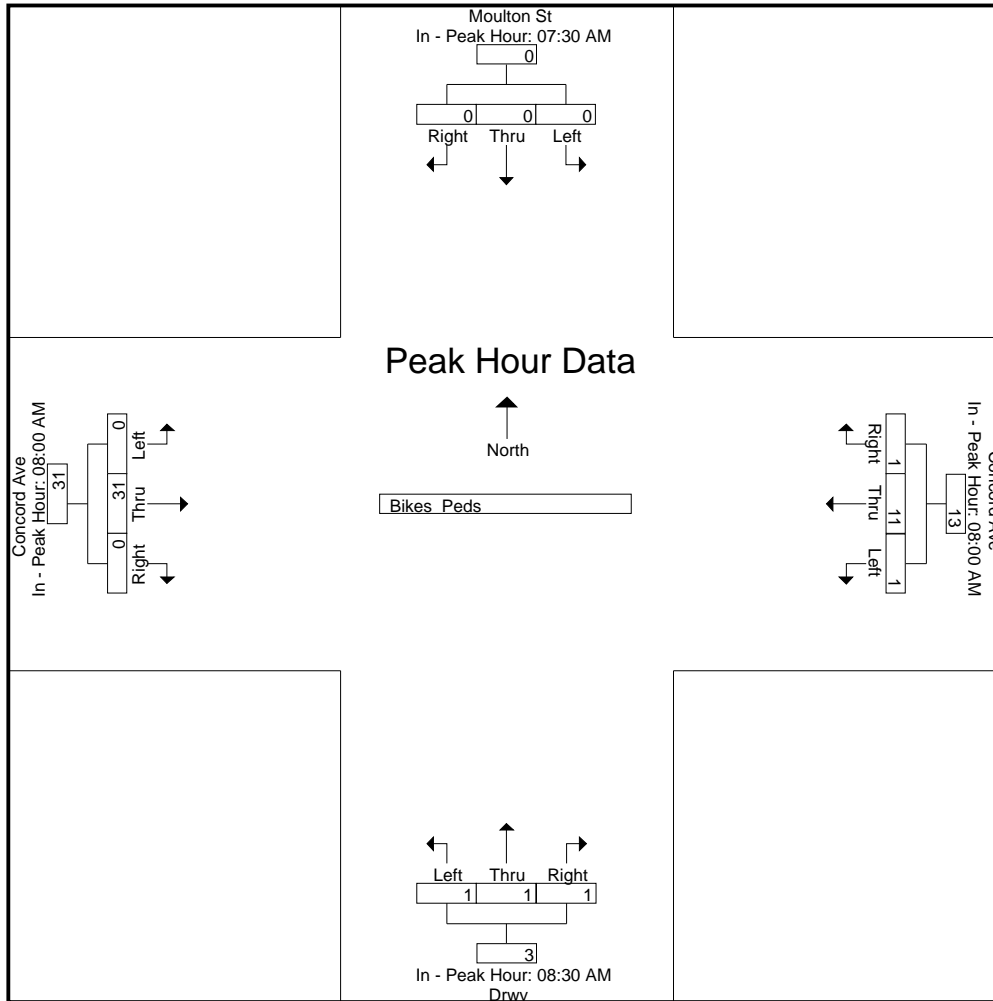 Moulton St
In - Peak Hour: 07:30 AM
0
0 0 0
Right Thru Left
Peak Hour Data
North
Bikes Peds
Concord Ave
In - Peak Hour: 08:00 AM
31
0 31 0
Left Thru Right
Right Thru Left
1 11 1
13
In - Peak Hour: 08:00 AM
Concord Ave
Left Thru Right
1 1 1
3
In - Peak Hour: 08:30 AM
Drwy